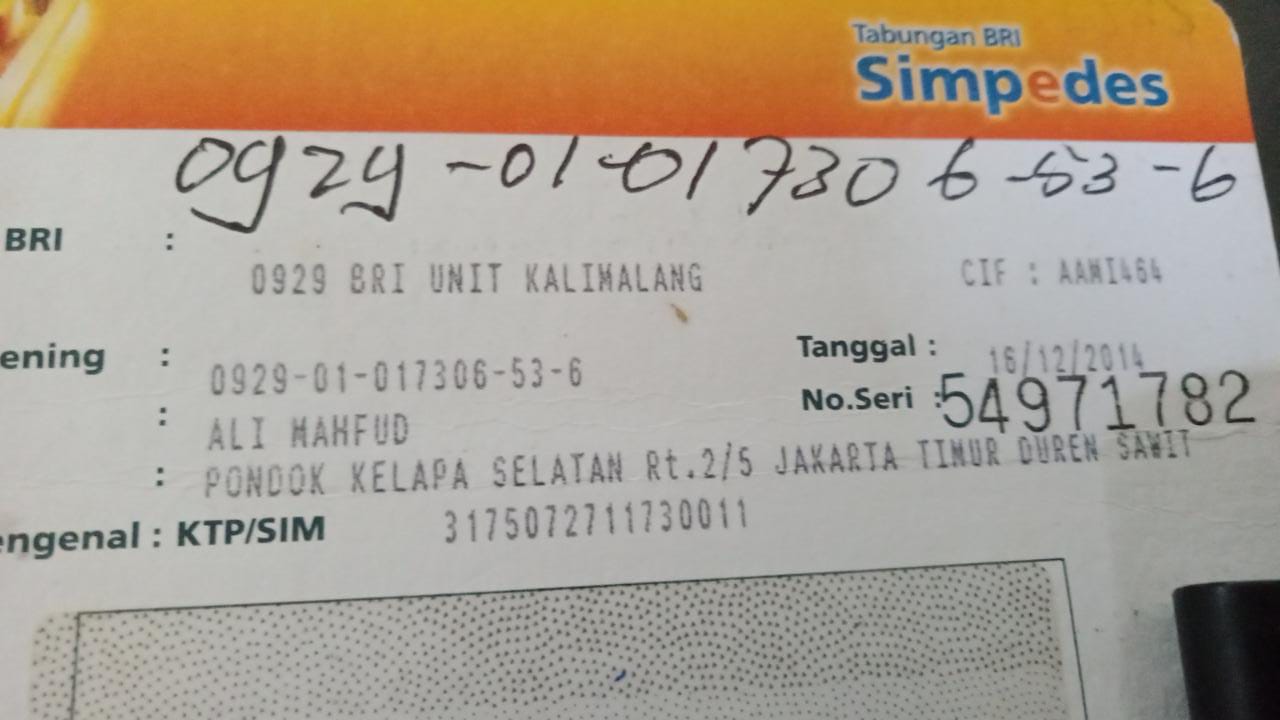 Tabungan BRI
Simpedes
0929-01-017306-53-6
BRI :
0929 BRI UNIT KALIMALANG CIF : AAMI464
ening : 0929-01-017306-53-6 Tanggal : 16/12/2014
: ALI MAHFUD No.Seri : 54971782
: PONDOK KELAPA SELATAN Rt.2/5 JAKARTA TIMUR DUREN SAWIT
engenal : KTP/SIM 3175072711730011